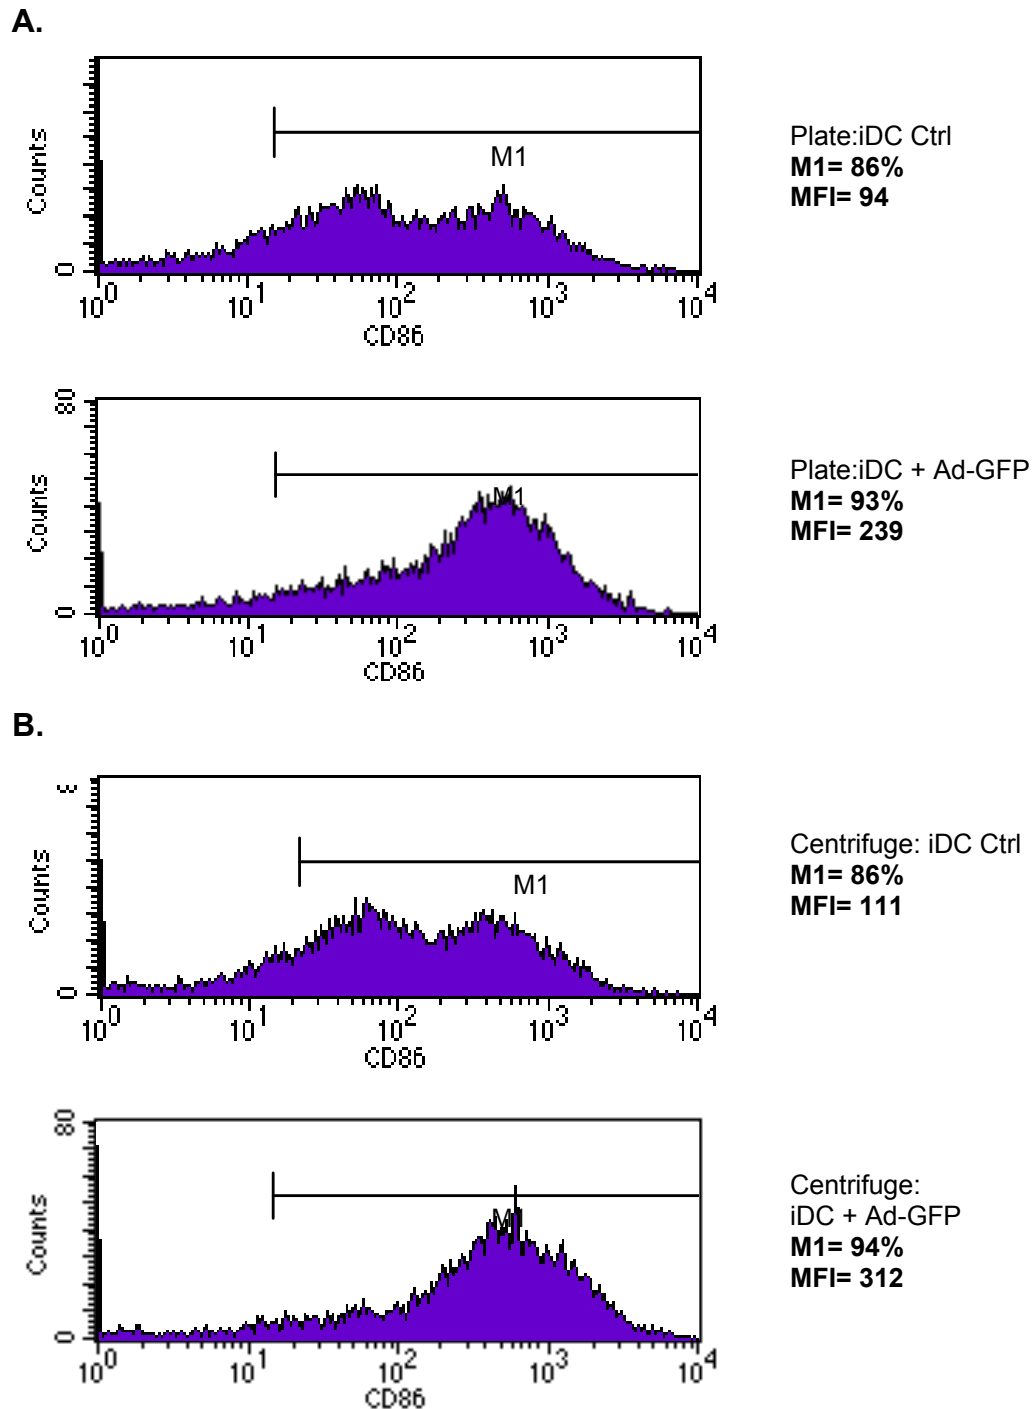 A.
Counts
0
M1
10^0 10^1 10^2 10^3 10^4
CD86
Plate:iDC Ctrl
M1= 86%
MFI= 94
80
Counts
0
M1
10^0 10^1 10^2 10^3 10^4
CD86
Plate:iDC + Ad-GFP
M1= 93%
MFI= 239
B.
Counts
0
M1
10^0 10^1 10^2 10^3 10^4
CD86
Centrifuge: iDC Ctrl
M1= 86%
MFI= 111
80
Counts
0
10^0 10^1 10^2 10^3 10^4
CD86
Centrifuge:
iDC + Ad-GFP
M1= 94%
MFI= 312